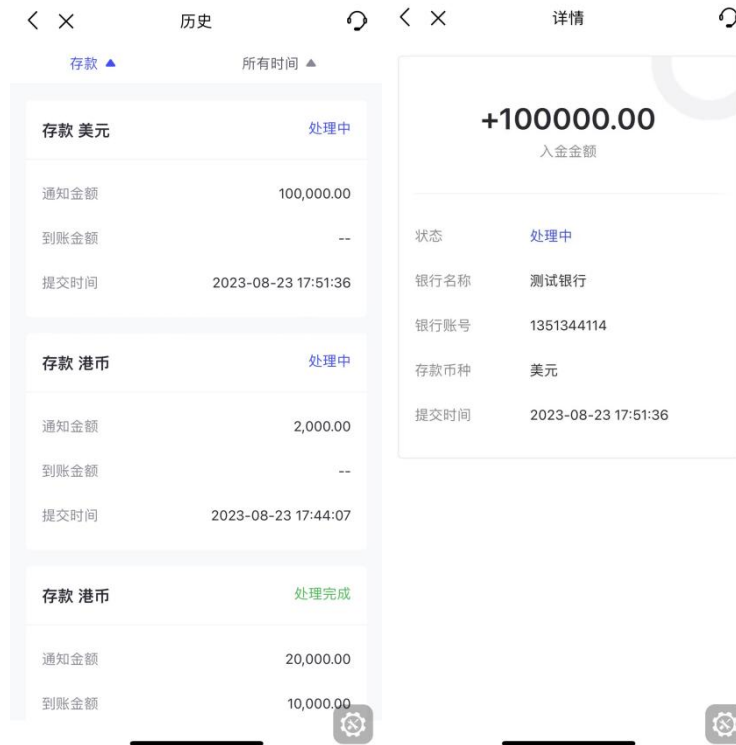 历史
存款 所有时间
存款 美元 处理中
通知金额 100,000.00
到账金额 --
提交时间 2023-08-23 17:51:36
存款 港币 处理中
通知金额 2,000.00
到账金额 --
提交时间 2023-08-23 17:44:07
存款 港币 处理完成
通知金额 20,000.00
到账金额 10,000.00
详情
+100000.00
入金金额
状态 处理中
银行名称 测试银行
银行账号 1351344114
存款币种 美元
提交时间 2023-08-23 17:51:36